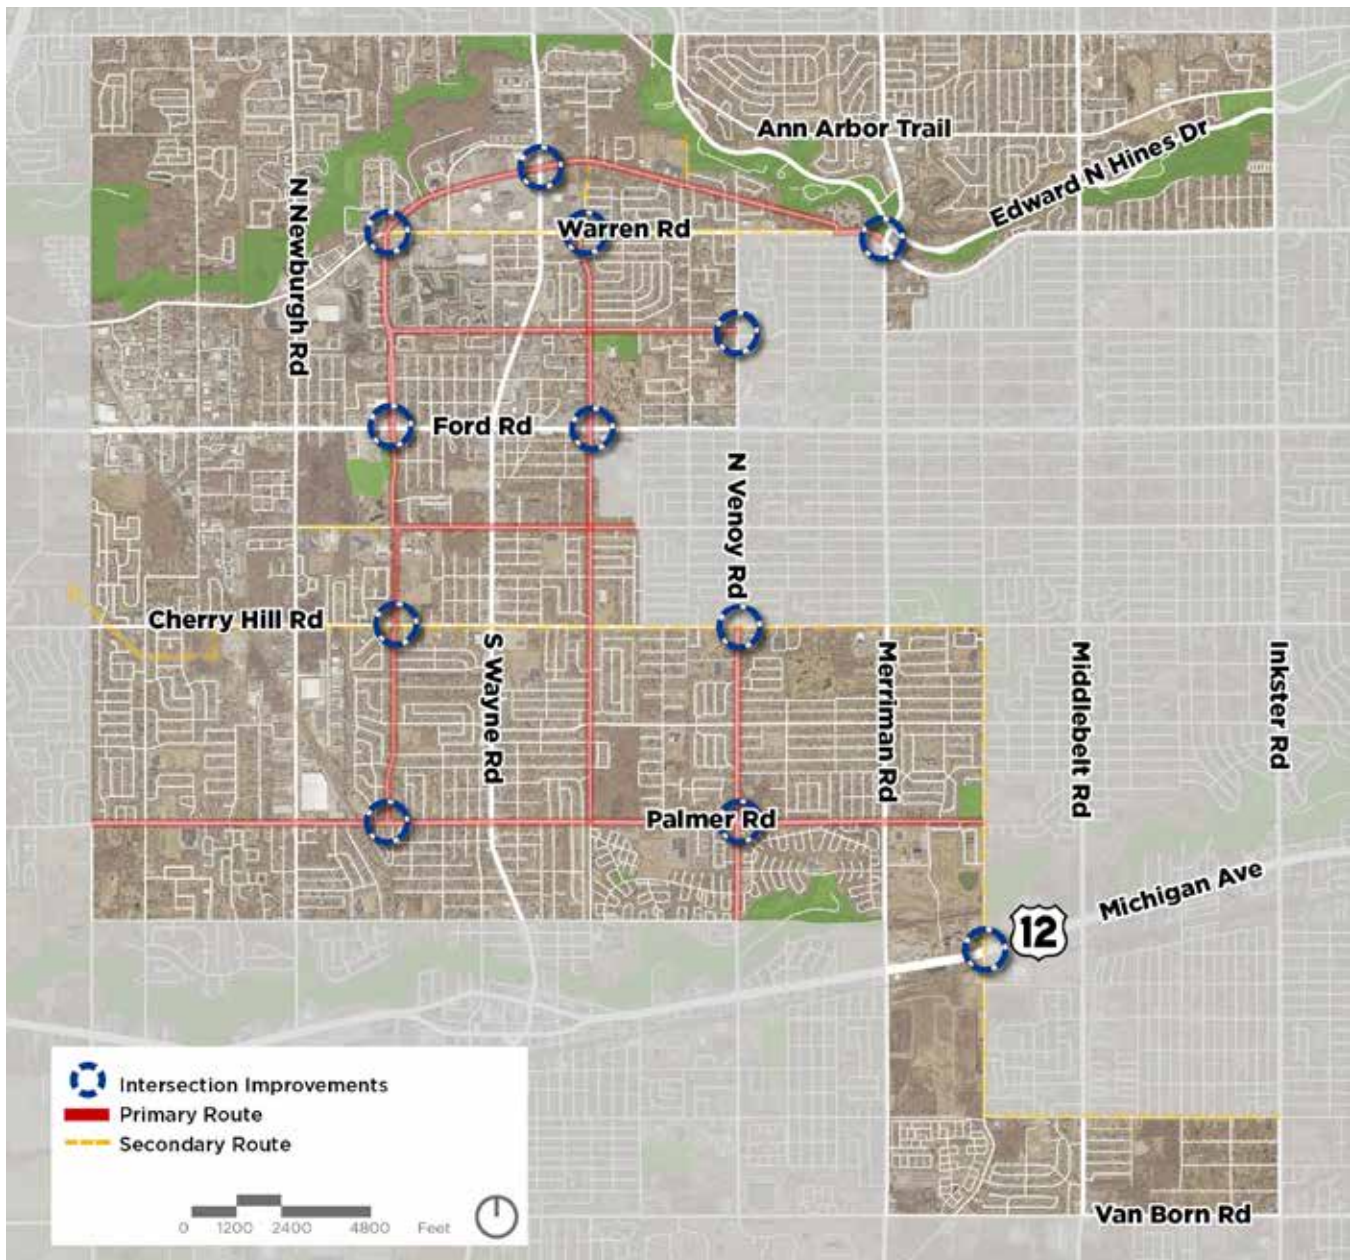 Ann Arbor Trail
Edward N Hines Dr
N Newburgh Rd
Warren Rd
Ford Rd
N Venoy Rd
Cherry Hill Rd
S Wayne Rd
Merriman Rd
Middlebelt Rd
Inkster Rd
Palmer Rd
Michigan Ave
12
Intersection Improvements
Primary Route
Secondary Route
0 1200 2400 4800 Feet
Van Born Rd